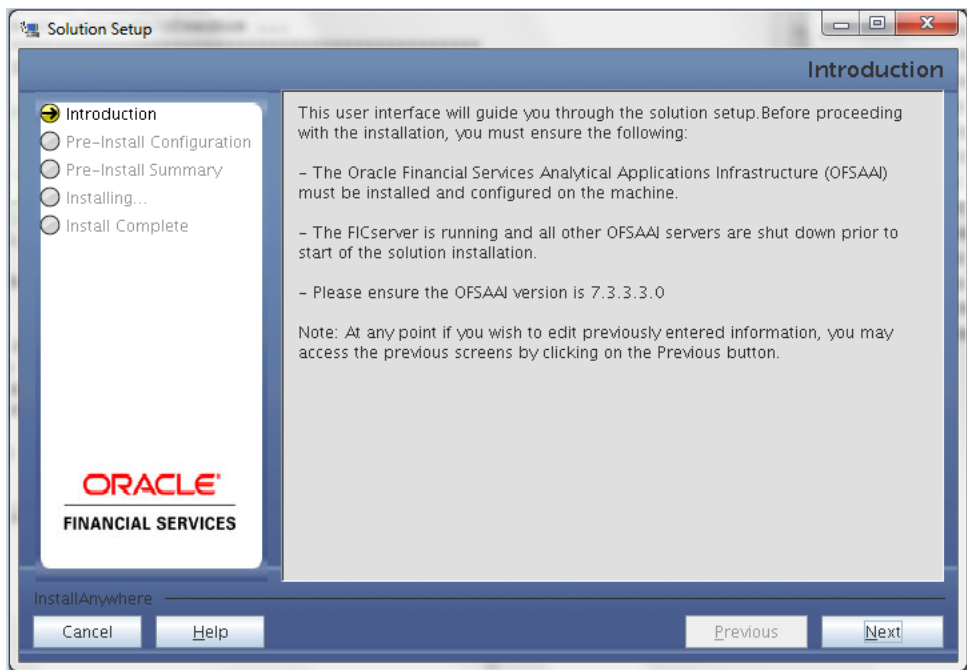 Solution Setup
Introduction
Introduction
Pre-Install Configuration
Pre-Install Summary
Installing...
Install Complete
ORACLE
FINANCIAL SERVICES
This user interface will guide you through the solution setup.Before proceeding
with the installation, you must ensure the following:
- The Oracle Financial Services Analytical Applications Infrastructure (OFSAAI)
must be installed and configured on the machine.
- The FICserver is running and all other OFSAAI servers are shut down prior to
start of the solution installation.
- Please ensure the OFSAAI version is 7.3.3.3.0
Note: At any point if you wish to edit previously entered information, you may
access the previous screens by clicking on the Previous button.
InstallAnywhere
Cancel
Help
Previous
Next